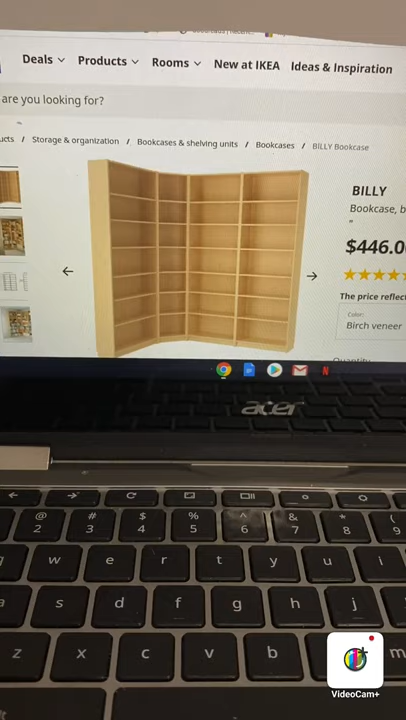 Deals Products Rooms New at IKEA Ideas & Inspiration
are you looking for?
ucts / Storage & organization / Bookcases & shelving units / Bookcases / BILLY Bookcase
BILLY
Bookcase, b
"
$446.0
The price reflect
Color:
Birch veneer
acer
@ # $ % ^ & * (
2 3 4 5 6 7 8 9
w e r t y u i
a s d f g h j
z x c v b m
VideoCam+